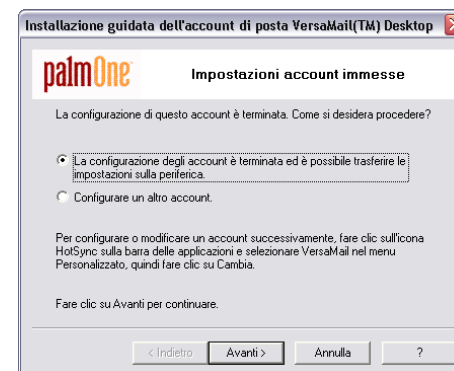 Installazione guidata dell'account di posta VersaMail(TM) Desktop
palmOne
Impostazioni account immesse
La configurazione di questo account è terminata. Come si desidera procedere?
La configurazione degli account è terminata ed è possibile trasferire le
impostazioni sulla periferica.
Configurare un altro account.
Per configurare o modificare un account successivamente, fare clic sull'icona
HotSync sulla barra delle applicazioni e selezionare VersaMail nel menu
Personalizzato, quindi fare clic su Cambia.
Fare clic su Avanti per continuare.
< Indietro Avanti > Annulla ?